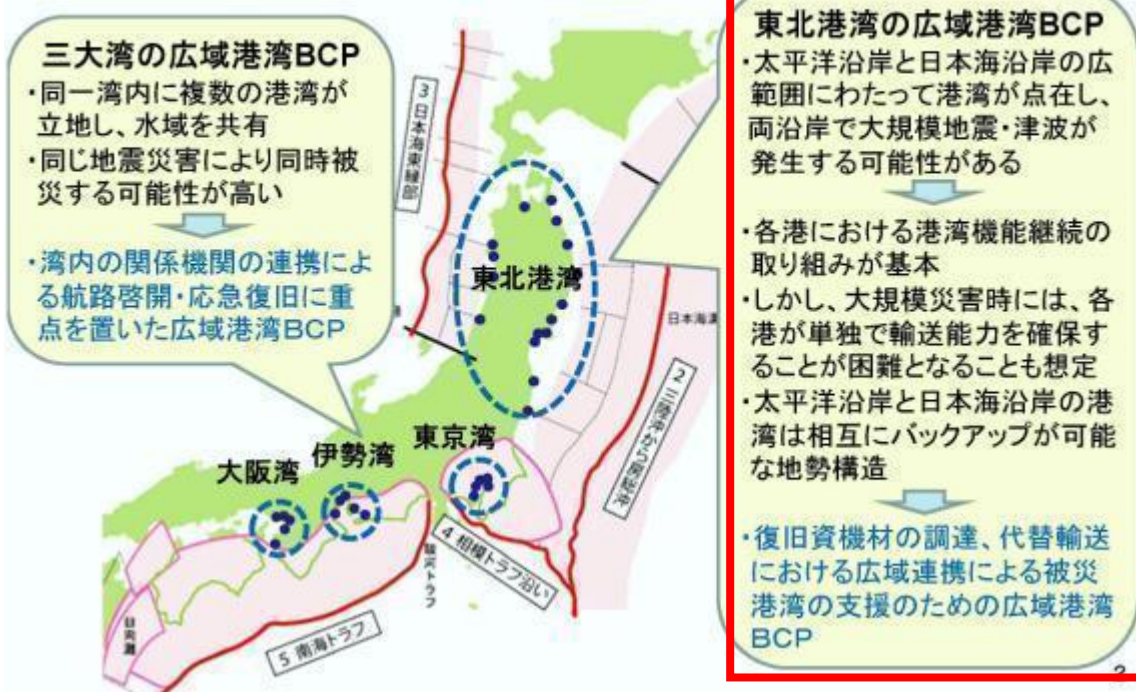 三大湾の広域港湾BCP
・同一湾内に複数の港湾が
立地し、水域を共有
・同じ地震災害により同時被
災する可能性が高い
・湾内の関係機関の連携によ
る航路啓開・応急復旧に重
点を置いた広域港湾BCP
3 日本海東縁部
東北港湾
日本海溝
2 三陸沖から房総沖
東京湾
伊勢湾
大阪湾
4 相模トラフ沿い
駿河トラフ
日向灘
5 南海トラフ
東北港湾の広域港湾BCP
・太平洋沿岸と日本海沿岸の広
範囲にわたって港湾が点在し、
両沿岸で大規模地震・津波が
発生する可能性がある
・各港における港湾機能継続の
取り組みが基本
・しかし、大規模災害時には、各
港が単独で輸送能力を確保す
ることが困難となることも想定
・太平洋沿岸と日本海沿岸の港
湾は相互にバックアップが可能
な地勢構造
・復旧資機材の調達、代替輸送
における広域連携による被災
港湾の支援のための広域港湾
BCP